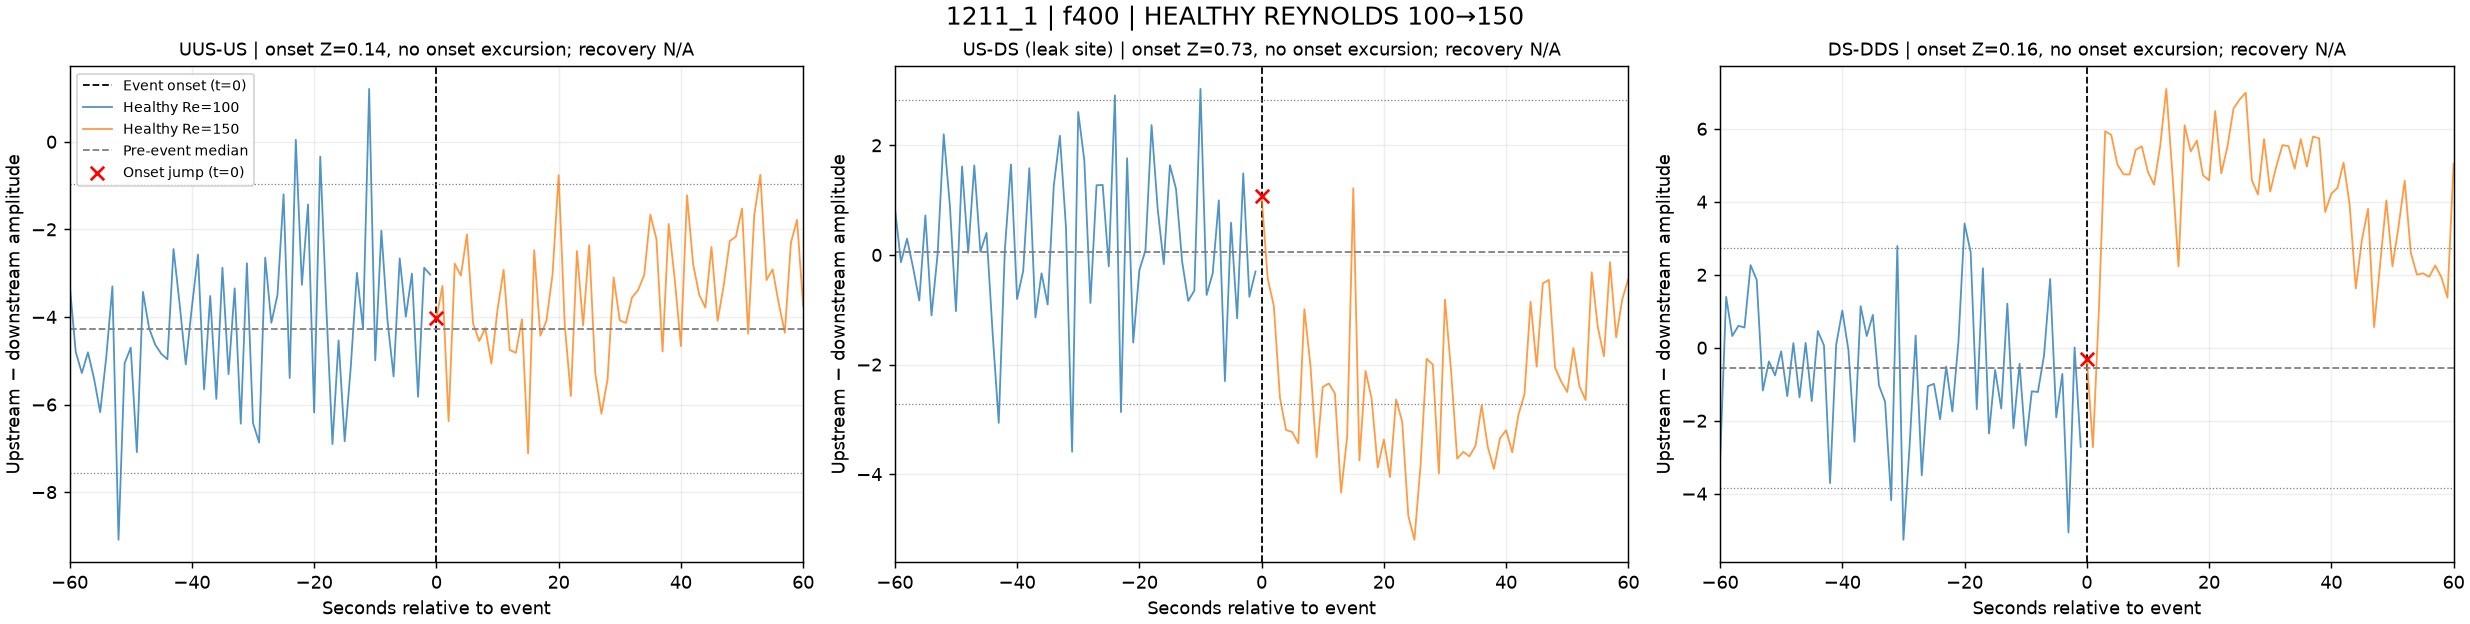 1211_1 | f400 | HEALTHY REYNOLDS 100→150
UUS-US | onset Z=0.14, no onset excursion; recovery N/A
Upstream − downstream amplitude
0
−2
−4
−6
−8
Event onset (t=0)
Healthy Re=100
Healthy Re=150
Pre-event median
Onset jump (t=0)
−60
−40
−20
0
20
40
60
Seconds relative to event
US-DS (leak site) | onset Z=0.73, no onset excursion; recovery N/A
Upstream − downstream amplitude
2
0
−2
−4
−60
−40
−20
0
20
40
60
Seconds relative to event
DS-DDS | onset Z=0.16, no onset excursion; recovery N/A
Upstream − downstream amplitude
6
4
2
0
−2
−4
−60
−40
−20
0
20
40
60
Seconds relative to event